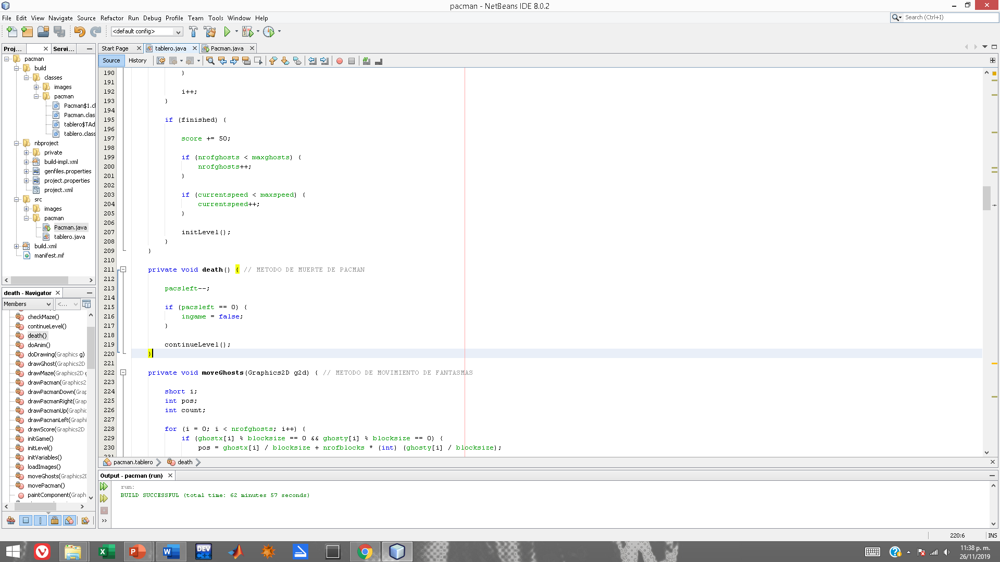 pacman - NetBeans IDE 8.0.2
File Edit View Navigate Source Refactor Run Debug Profile Team Tools Window Help
Search (Ctrl+I)
<default config>
Proj... Servi...
Start Page tablero.java Pacman.java
Source History
pacman
build
classes
images
pacman
Pacman$1.cl
Pacman.clas
tablero$TAd
tablero.class
nbproject
private
build-impl.xml
genfiles.properties
project.properties
project.xml
src
images
pacman
Pacman.java
tablero.java
build.xml
manifest.mf
death - Navigator
Members <...
checkMaze()
continueLevel()
death()
doAnim()
doDrawing(Graphics g)
drawGhost(Graphics2D
drawMaze(Graphics2D g
drawPacman(Graphics2
drawPacmanDown(Grap
drawPacmanRight(Grap
drawPacmanUp(Graphic
drawPacnanLeft(Graphi
drawScore(Graphics2D
initGame()
initLevel()
initVariables()
loadImages()
moveGhosts(Graphics2D
movePacman()
paintComponent(Graph
190 }
191
192 i++;
193 }
194
195 if (finished) {
196
197 score += 50;
198
199 if (nrofghosts < maxghosts) {
200 nrofghosts++;
201 }
202
203 if (currentspeed < maxspeed) {
204 currentspeed++;
205 }
206
207 initLevel();
208 }
209 }
210
211 private void death() { // METODO DE MUERTE DE PACMAN
212
213 pacsleft--;
214
215 if (pacsleft == 0) {
216 ingame = false;
217 }
218
219 continueLevel();
220 }
221
222 private void moveGhosts(Graphics2D g2d) { // METODO DE MOVIMIENTO DE FANTASMAS
223
224 short i;
225 int pos;
226 int count;
227
228 for (i = 0; i < nrofghosts; i++) {
229 if (ghostx[i] % blocksize == 0 && ghosty[i] % blocksize == 0) {
230 pos = ghostx[i] / blocksize + nrofblocks * (int) (ghosty[i] / blocksize);
231
pacman.tablero death
Output - pacman (run)
run:
BUILD SUCCESSFUL (total time: 62 minutes 57 seconds)
220:6 INS
DEV C++
11:38 p. m.
26/11/2019